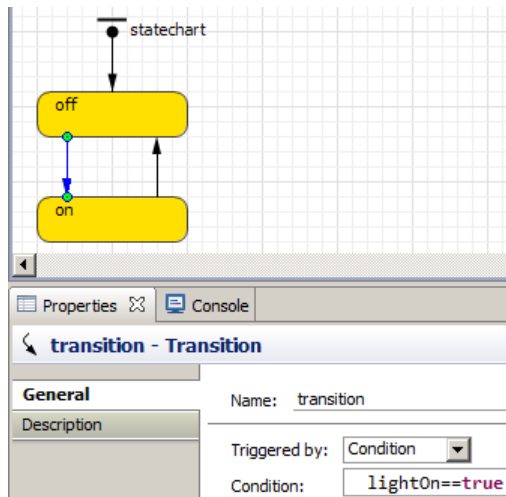 statechart
off
on
Properties Console
transition - Transition
General
Name: transition
Description
Triggered by: Condition
Condition: lightOn==true